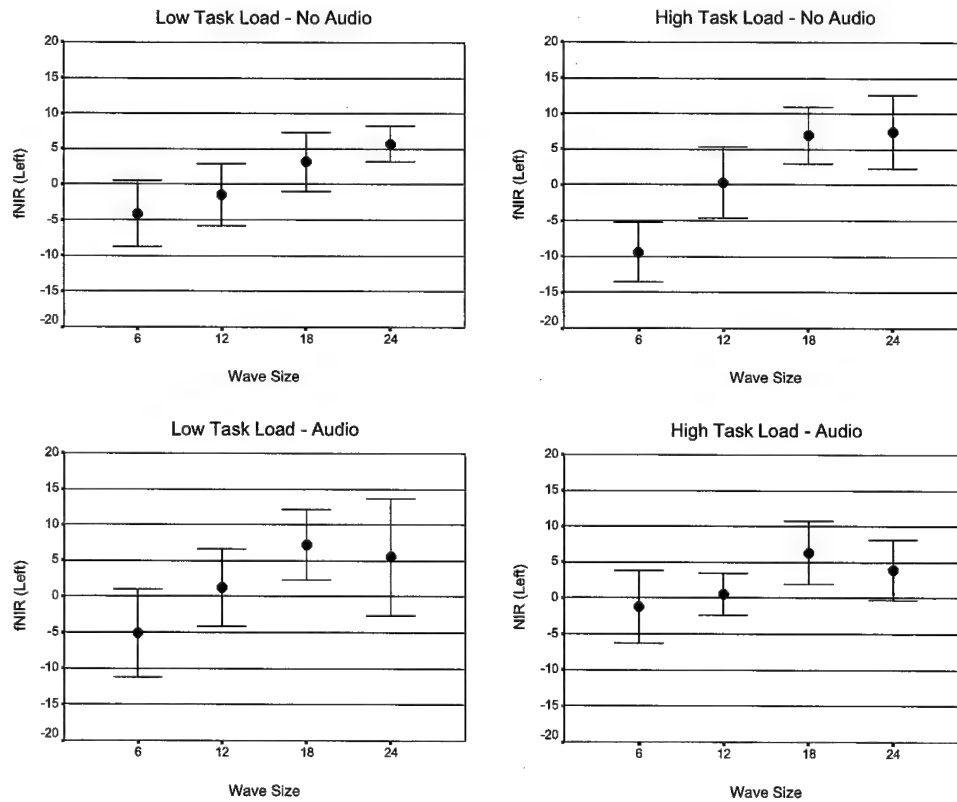 Low Task Load - No Audio
20
15
10
5
0
-5
-10
-15
-20
fNIR (Left)
6 12 18 24
Wave Size
High Task Load - No Audio
20
15
10
5
0
-5
-10
-15
-20
fNIR (Left)
6 12 18 24
Wave Size
Low Task Load - Audio
20
15
10
5
0
-5
-10
-15
-20
fNIR (Left)
6 12 18 24
Wave Size
High Task Load - Audio
20
15
10
5
0
-5
-10
-15
-20
NIR (Left)
6 12 18 24
Wave Size